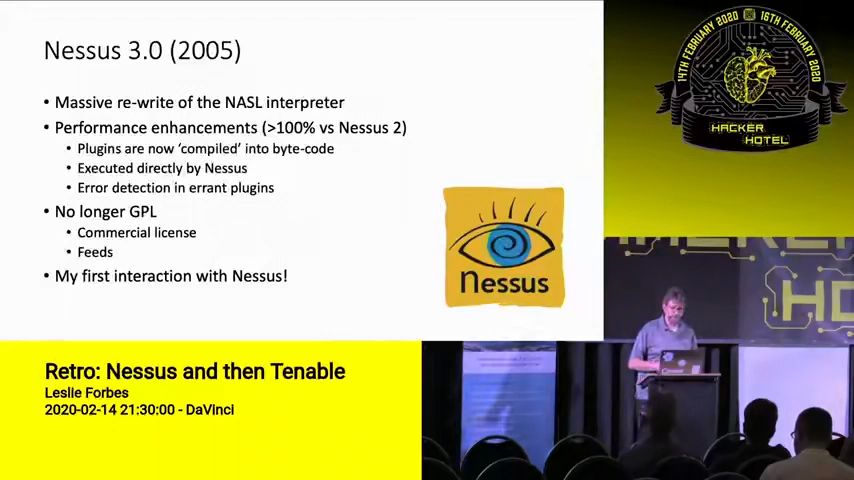 Nessus 3.0 (2005)
• Massive re-write of the NASL interpreter
• Performance enhancements (>100% vs Nessus 2)
• Plugins are now 'compiled' into byte-code
• Executed directly by Nessus
• Error detection in errant plugins
• No longer GPL
• Commercial license
• Feeds
• My first interaction with Nessus!
Nessus
Retro: Nessus and then Tenable
Leslie Forbes
2020-02-14 21:30:00 - DaVinci
14TH FEBRUARY 2020
16TH FEBRUARY 2020
HACKER
HOTEL
HO